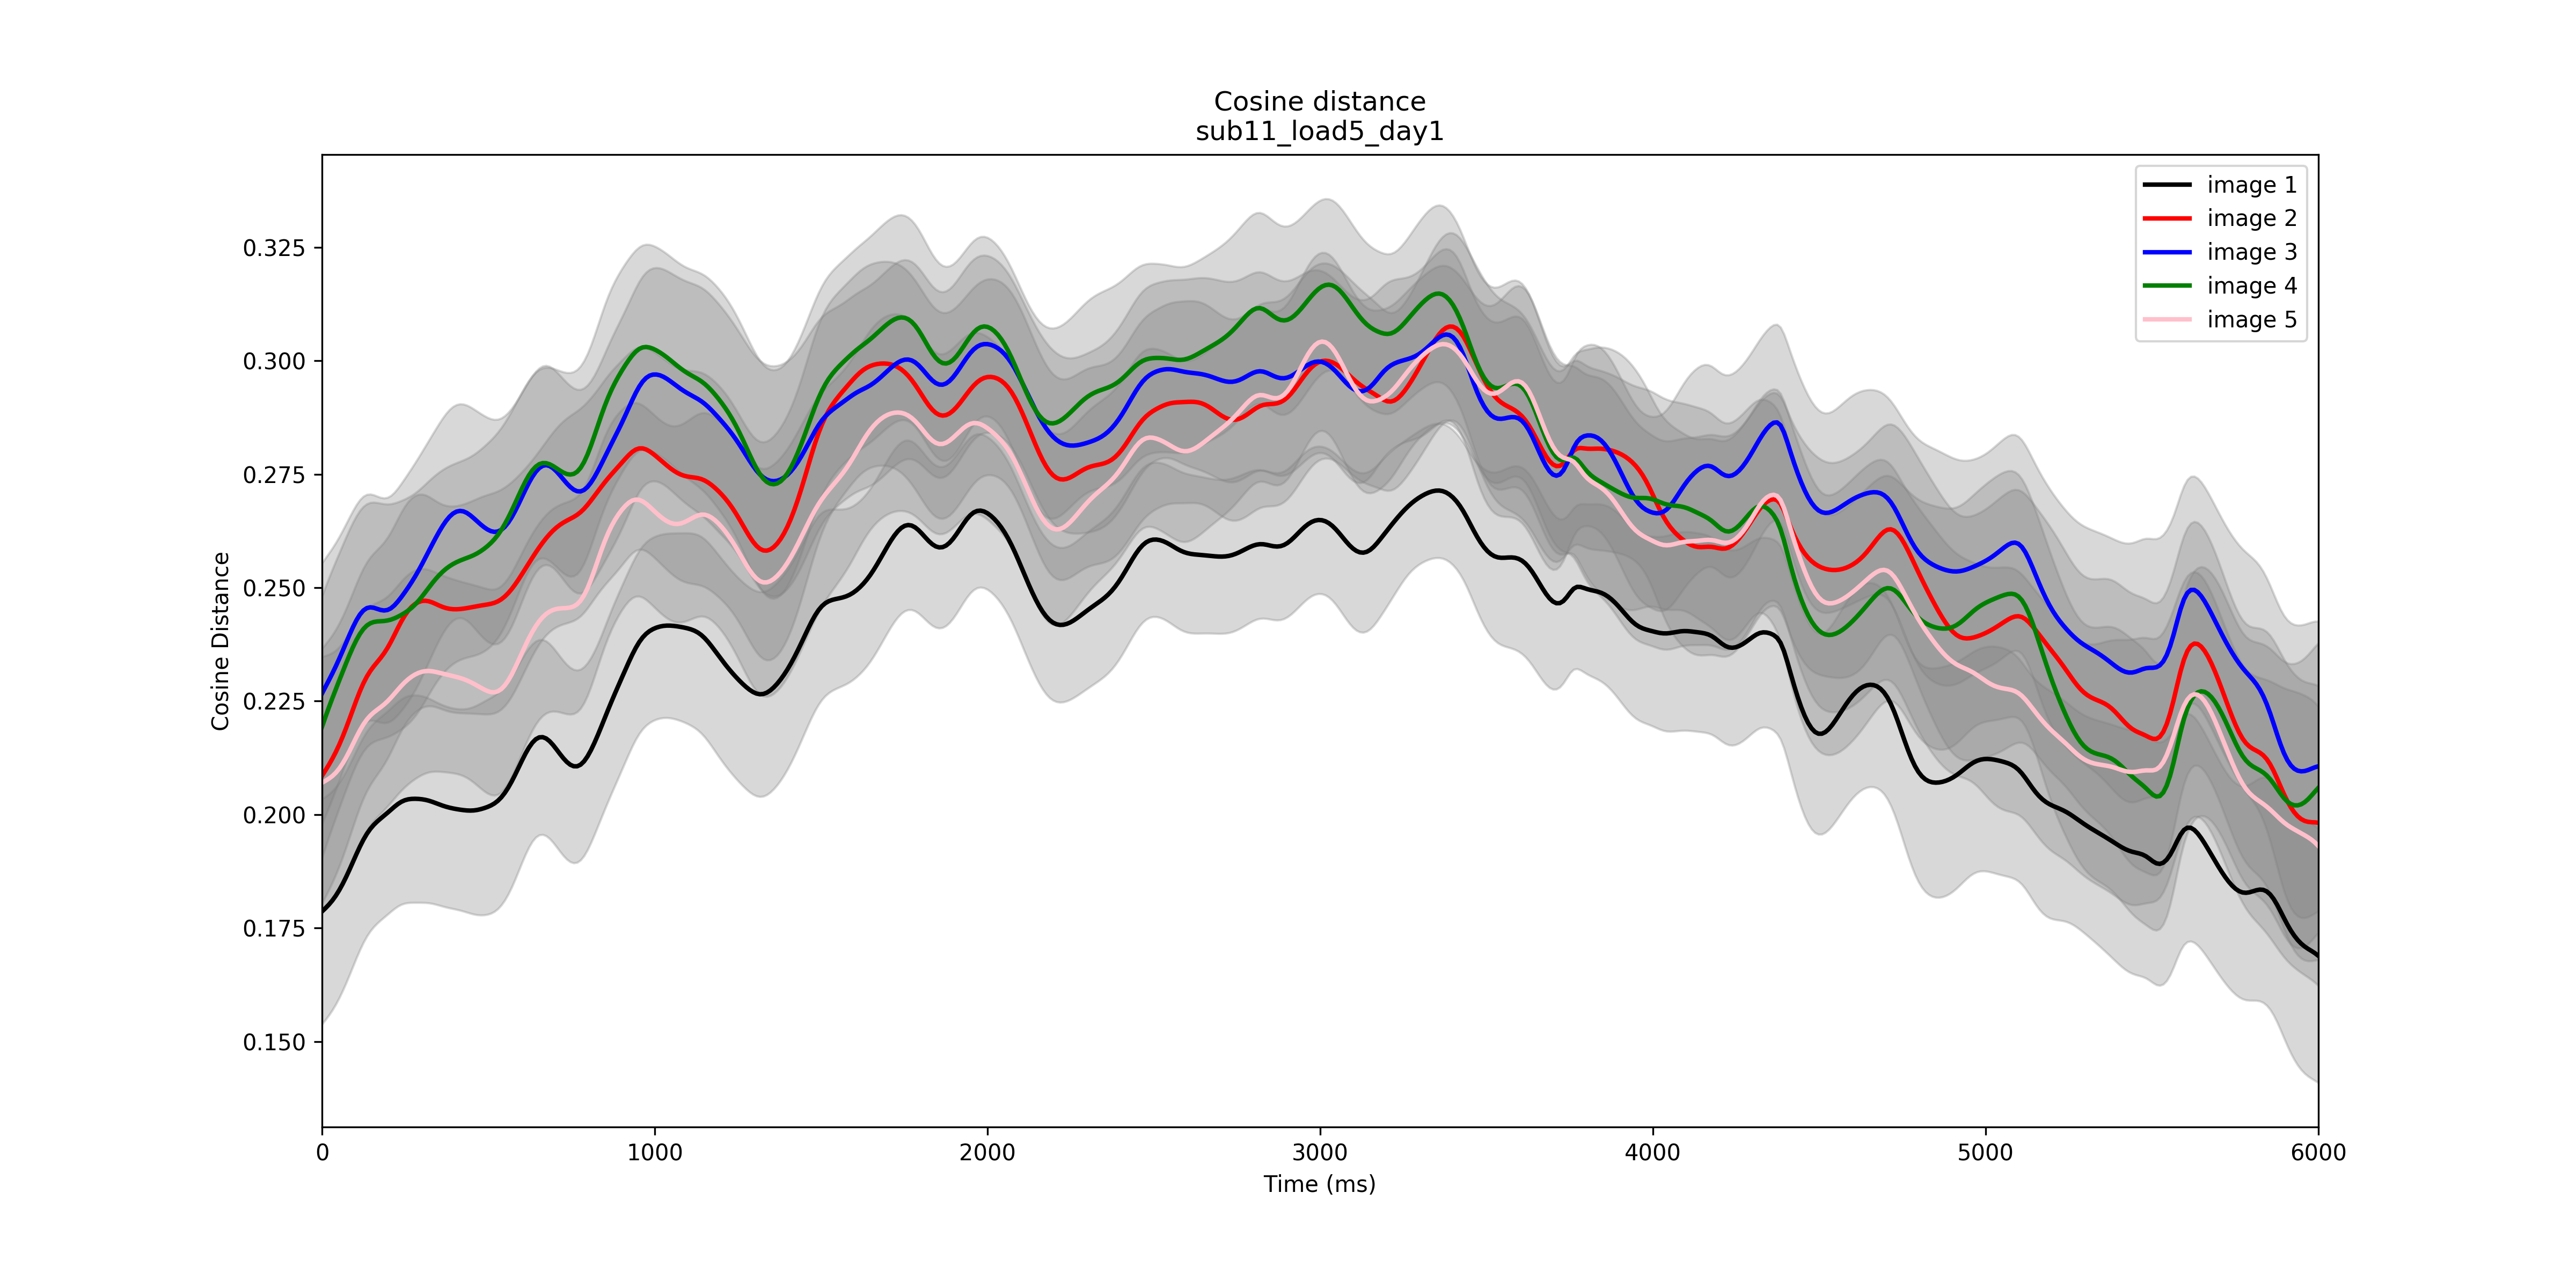 Cosine distance
sub11_load5_day1
image 1
image 2
image 3
image 4
image 5
0.325
0.300
0.275
0.250
0.225
0.200
0.175
0.150
Cosine Distance
0
1000
2000
3000
4000
5000
6000
Time (ms)